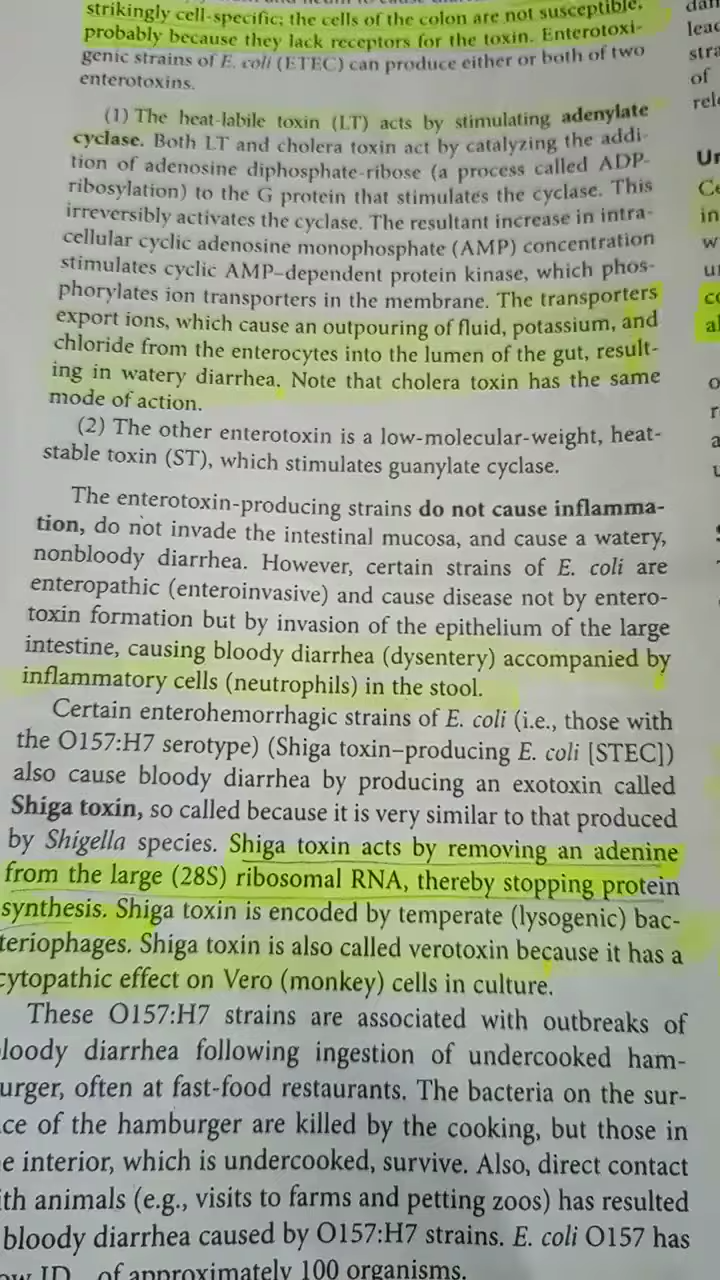 strikingly cell-specific; the cells of the colon are not susceptible,
probably because they lack receptors for the toxin. Enterotoxi-
genic strains of E. coli (ETEC) can produce either or both of two
enterotoxins.
(1) The heat-labile toxin (LT) acts by stimulating adenylate
cyclase. Both LT and cholera toxin act by catalyzing the addi-
tion of adenosine diphosphate-ribose (a process called ADP-
ribosylation) to the G protein that stimulates the cyclase. This
irreversibly activates the cyclase. The resultant increase in intra-
cellular cyclic adenosine monophosphate (AMP) concentration
stimulates cyclic AMP–dependent protein kinase, which phos-
phorylates ion transporters in the membrane. The transporters
export ions, which cause an outpouring of fluid, potassium, and
chloride from the enterocytes into the lumen of the gut, result-
ing in watery diarrhea. Note that cholera toxin has the same
mode of action.
(2) The other enterotoxin is a low-molecular-weight, heat-
stable toxin (ST), which stimulates guanylate cyclase.
The enterotoxin-producing strains do not cause inflamma-
tion, do not invade the intestinal mucosa, and cause a watery,
nonbloody diarrhea. However, certain strains of E. coli are
enteropathic (enteroinvasive) and cause disease not by entero-
toxin formation but by invasion of the epithelium of the large
intestine, causing bloody diarrhea (dysentery) accompanied by
inflammatory cells (neutrophils) in the stool.
Certain enterohemorrhagic strains of E. coli (i.e., those with
the O157:H7 serotype) (Shiga toxin–producing E. coli [STEC])
also cause bloody diarrhea by producing an exotoxin called
Shiga toxin, so called because it is very similar to that produced
by Shigella species. Shiga toxin acts by removing an adenine
from the large (28S) ribosomal RNA, thereby stopping protein
synthesis. Shiga toxin is encoded by temperate (lysogenic) bac-
teriophages. Shiga toxin is also called verotoxin because it has a
cytopathic effect on Vero (monkey) cells in culture.
These O157:H7 strains are associated with outbreaks of
loody diarrhea following ingestion of undercooked ham-
urger, often at fast-food restaurants. The bacteria on the sur-
ce of the hamburger are killed by the cooking, but those in
e interior, which is undercooked, survive. Also, direct contact
ith animals (e.g., visits to farms and petting zoos) has resulted
bloody diarrhea caused by O157:H7 strains. E. coli O157 has
ow ID of approximately 100 organisms.